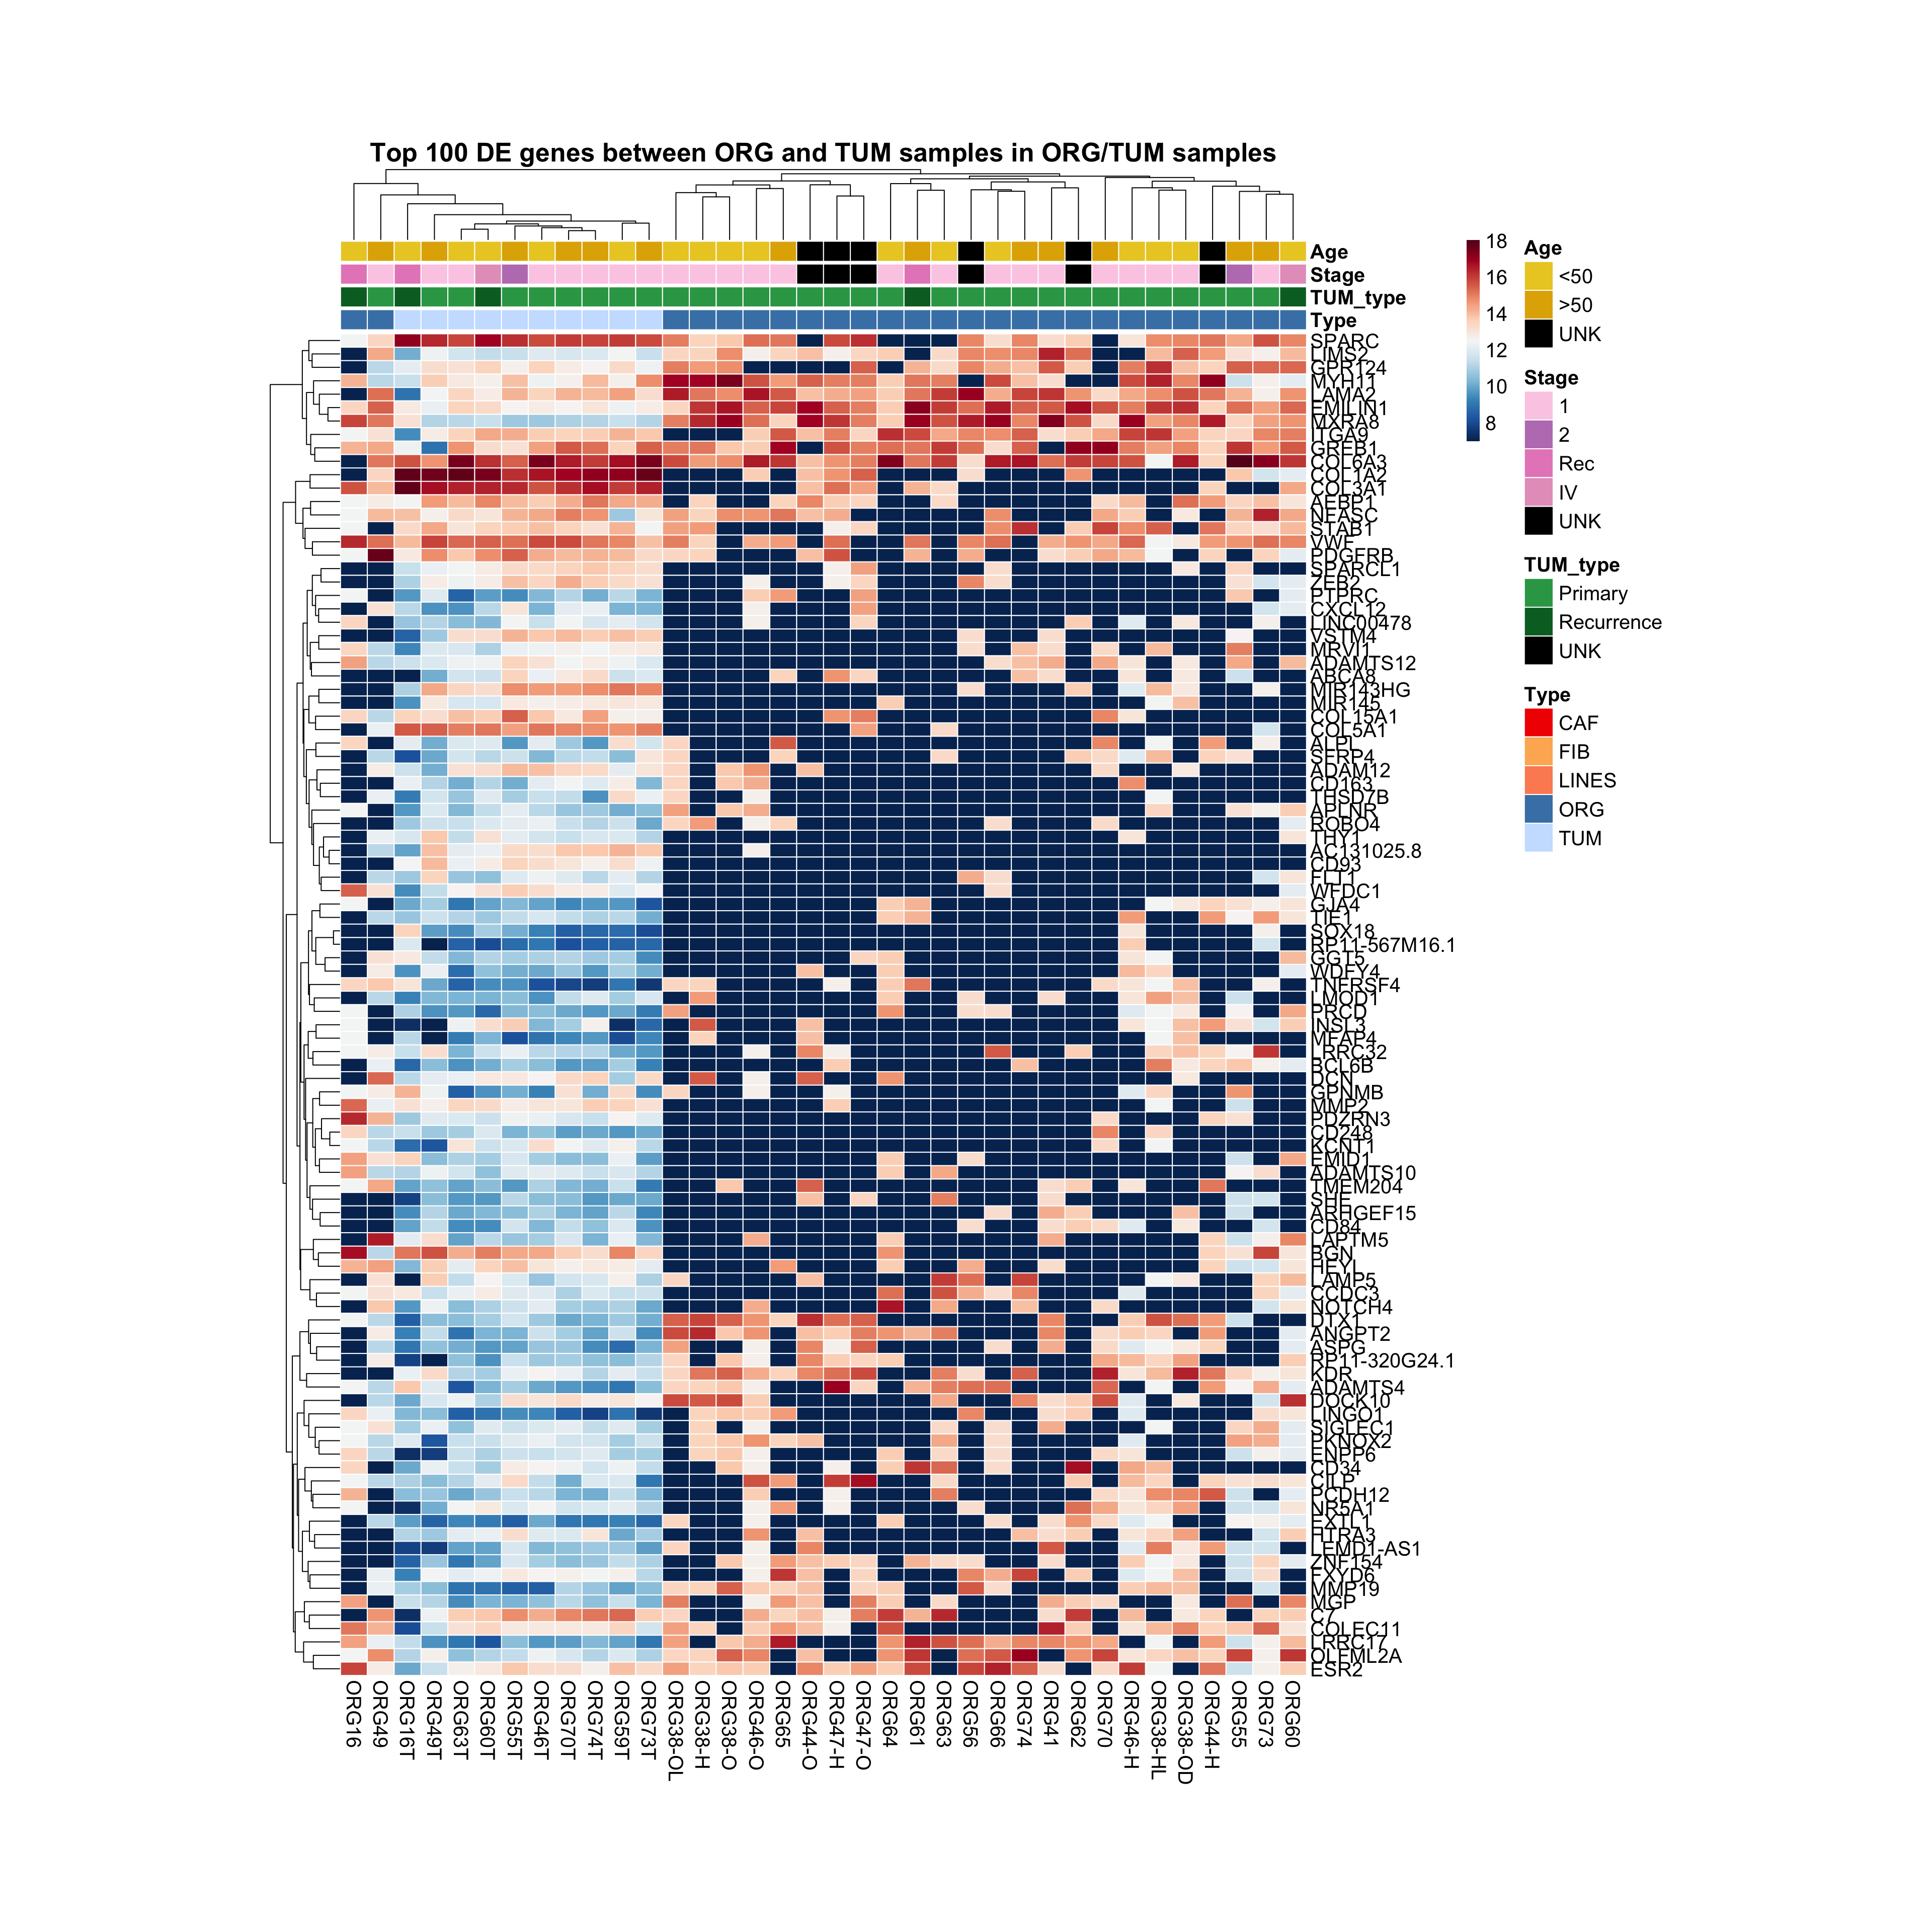 Top 100 DE genes between ORG and TUM samples in ORG/TUM samples
Age
Stage
TUM_type
Type
SPARC
LIMS2
GPR124
MYH11
LAMA2
EMILIN1
MXRA8
ITGA9
GREB1
COL6A3
COL1A2
COL3A1
AEBP1
NFASC
STAB1
VWF
PDGFRB
SPARCL1
ZEB2
PTPRC
CXCL12
LINC00478
VSTM4
MRVI1
ADAMTS12
ABCA8
MIR143HG
MIR145
COL15A1
COL5A1
ALPL
SFRP4
ADAM12
CD163
THSD7B
APLNR
ROBO4
THY1
AC131025.8
CD93
FLT1
WFDC1
GJA4
TIE1
SOX18
RP11-567M16.1
GGT5
WDFY4
TNFRSF4
LMOD1
PRCD
INSL3
MFAP4
LRRC32
BCL6B
DCN
GPNMB
MMP2
PDZRN3
CD248
KCNT1
EMID1
ADAMTS10
TMEM204
SHE
ARHGEF15
CD84
LAPTM5
BGN
HEYL
LAMP5
CCDC3
NOTCH4
DTX1
ANGPT2
ASPG
RP11-320G24.1
KDR
ADAMTS4
DOCK10
LINGO1
SIGLEC1
PKNOX2
ENPP6
CD34
CILP
PCDH12
NR5A1
EXTL1
HTRA3
LEMD1-AS1
ZNF154
FXYD6
MMP19
MGP
C7
COLEC11
LRRC17
OLFML2A
ESR2
ORG16
ORG49
ORG16T
ORG49T
ORG63T
ORG60T
ORG55T
ORG46T
ORG70T
ORG74T
ORG59T
ORG73T
ORG38-OL
ORG38-H
ORG38-O
ORG46-O
ORG65
ORG44-O
ORG47-H
ORG47-O
ORG64
ORG61
ORG63
ORG56
ORG66
ORG74
ORG41
ORG62
ORG70
ORG46-H
ORG38-HL
ORG38-OD
ORG44-H
ORG55
ORG73
ORG60
18
16
14
12
10
8
Age
<50
>50
UNK
Stage
1
2
Rec
IV
UNK
TUM_type
Primary
Recurrence
UNK
Type
CAF
FIB
LINES
ORG
TUM